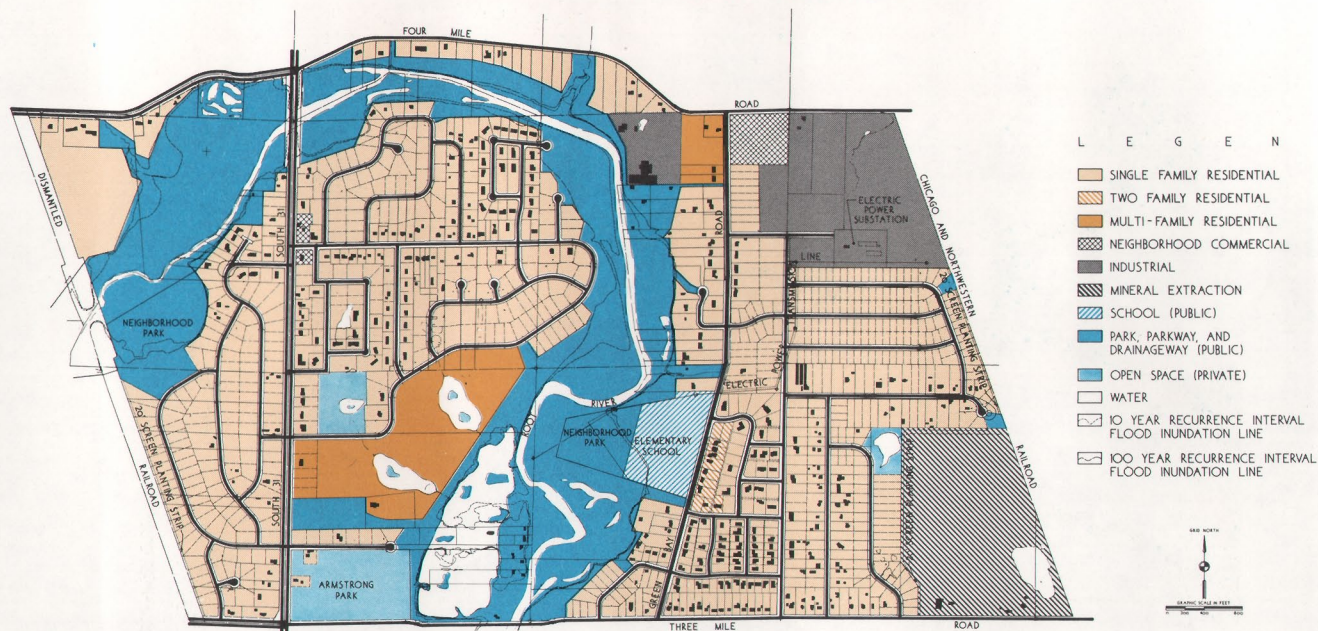 FOUR MILE
ROAD
DISMANTLED
RAILROAD
20' SCREEN PLANTING STRIP
SOUTH 31
SOUTH 31
NEIGHBORHOOD
PARK
ROOT RIVER
NEIGHBORHOOD
PARK
ELEMENTARY
SCHOOL
ARMSTRONG
PARK
GREEN BAY
ROAD
ELECTRIC POWER
TRANSMISSION
LINE
ELECTRIC
POWER
SUBSTATION
CHICAGO AND NORTHWESTERN
RAILROAD
20' SCREEN PLANTING STRIP
THREE MILE
ROAD
L E G E N
SINGLE FAMILY RESIDENTIAL
TWO FAMILY RESIDENTIAL
MULTI-FAMILY RESIDENTIAL
NEIGHBORHOOD COMMERCIAL
INDUSTRIAL
MINERAL EXTRACTION
SCHOOL (PUBLIC)
PARK, PARKWAY, AND
DRAINAGEWAY (PUBLIC)
OPEN SPACE (PRIVATE)
WATER
10 YEAR RECURRENCE INTERVAL
FLOOD INUNDATION LINE
100 YEAR RECURRENCE INTERVAL
FLOOD INUNDATION LINE
GRID NORTH
GRAPHIC SCALE IN FEET